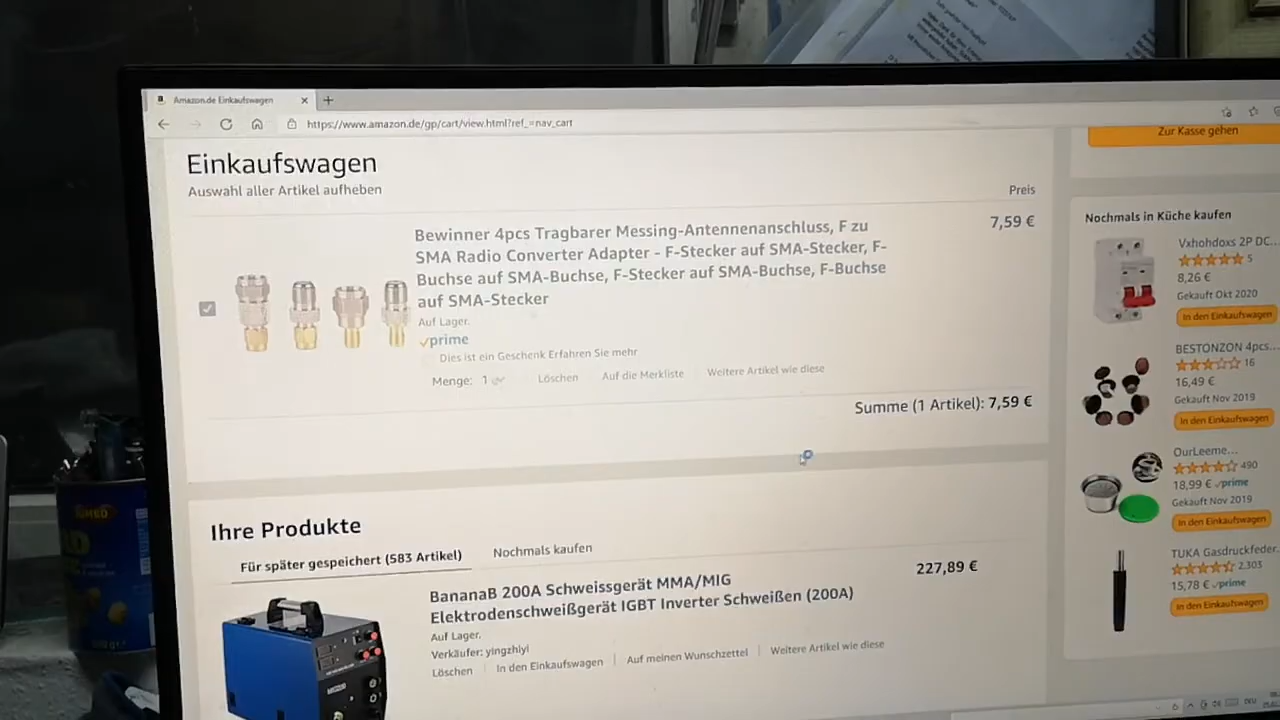 Amazon.de Einkaufswagen
https://www.amazon.de/gp/cart/view.html?ref_=nav_cart
Zur Kasse gehen
Einkaufswagen
Auswahl aller Artikel aufheben
Preis
Bewinner 4pcs Tragbarer Messing-Antennenanschluss, F zu
SMA Radio Converter Adapter - F-Stecker auf SMA-Stecker, F-
Buchse auf SMA-Buchse, F-Stecker auf SMA-Buchse, F-Buchse
auf SMA-Stecker
7,59 €
Auf Lager.
prime
Dies ist ein Geschenk Erfahren Sie mehr
Menge: 1
Löschen
Auf die Merkliste
Weitere Artikel wie diese
Summe (1 Artikel): 7,59 €
Ihre Produkte
Für später gespeichert (583 Artikel)
Nochmals kaufen
BananaB 200A Schweissgerät MMA/MIG
Elektrodenschweißgerät IGBT Inverter Schweißen (200A)
227,89 €
Auf Lager.
Verkäufer: yingzhiyi
Löschen
In den Einkaufswagen
Auf meinen Wunschzettel
Weitere Artikel wie diese
Nochmals in Küche kaufen
Vxhohdoxs 2P DC...
5
8,26 €
Gekauft Okt 2020
In den Einkaufswagen
BESTONZON 4pcs...
16
16,49 €
Gekauft Nov 2019
In den Einkaufswagen
OurLeeme...
490
18,99 € prime
Gekauft Nov 2019
In den Einkaufswagen
TUKA Gasdruckfeder...
2.303
15,78 € prime
In den Einkaufswagen
DEU